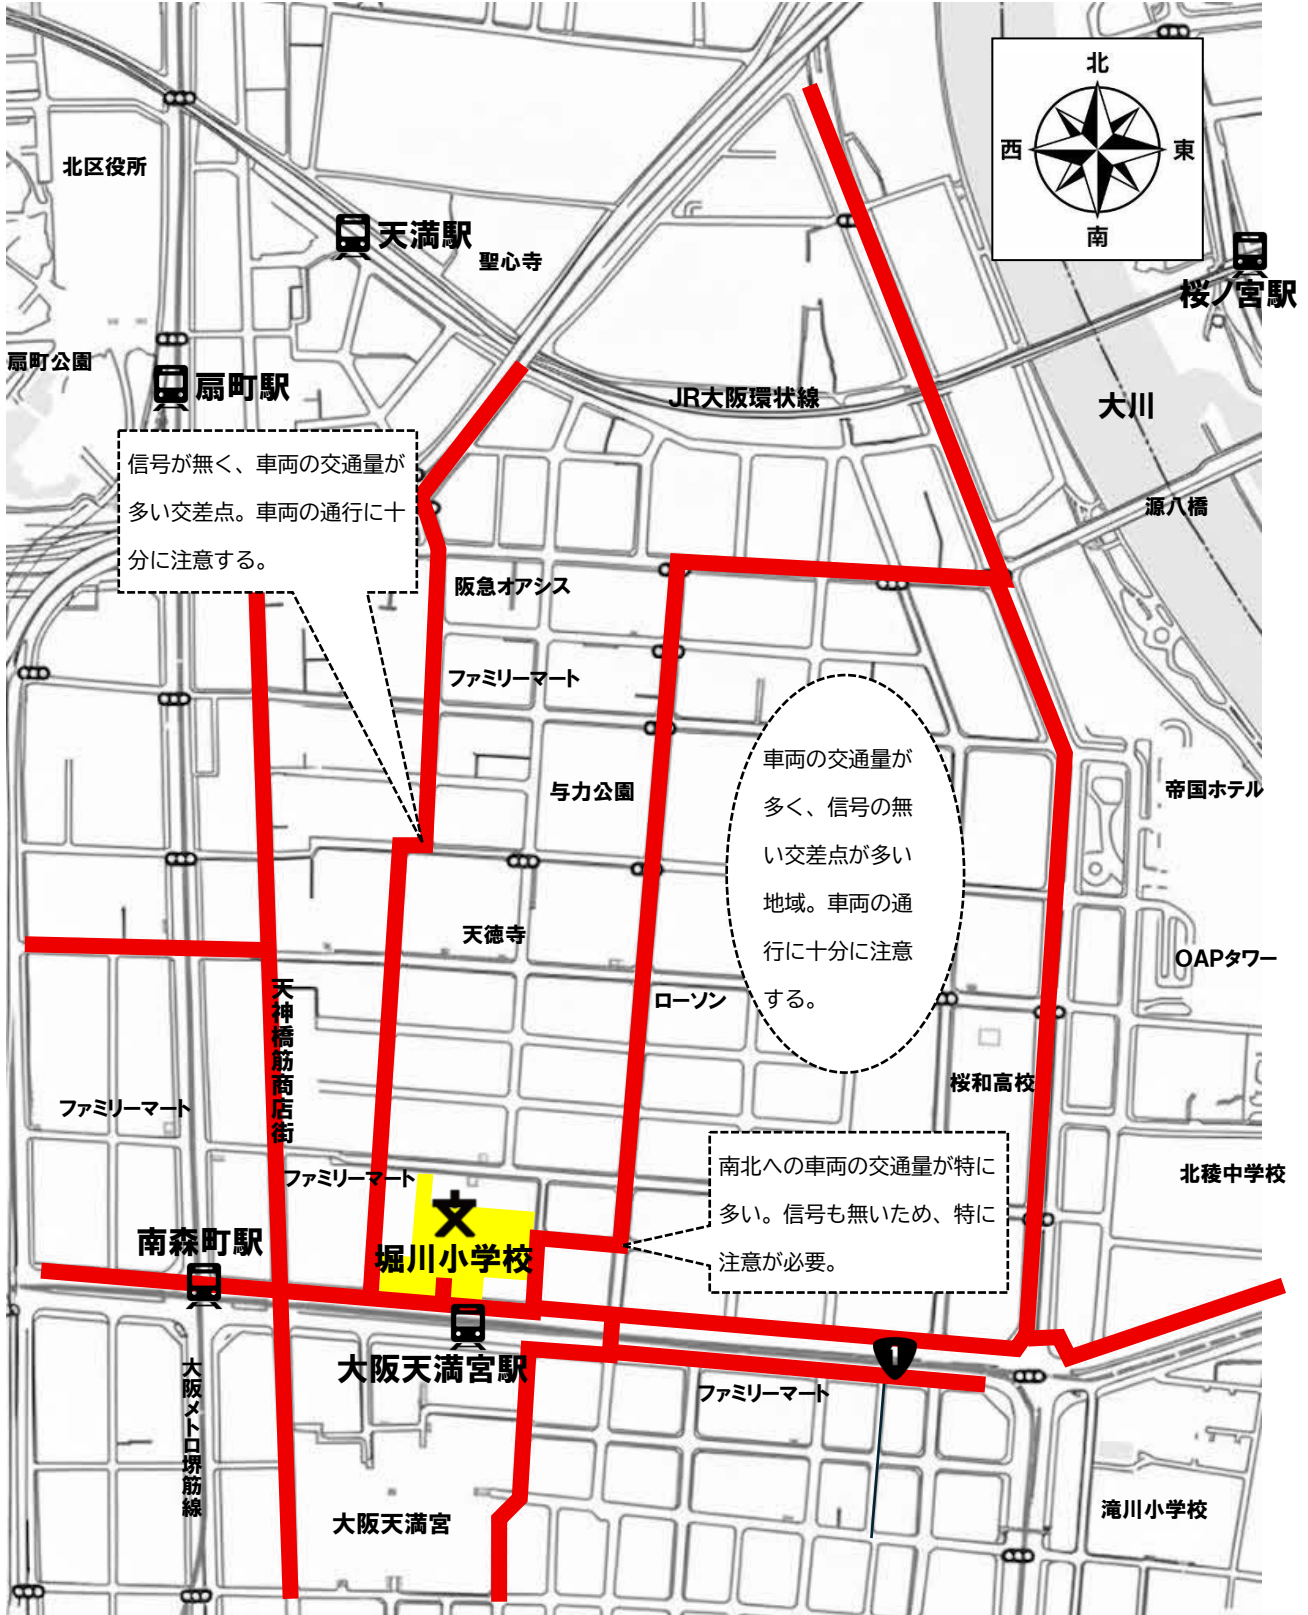 北
西
東
南
北区役所
天満駅
聖心寺
桜ノ宮駅
扇町公園
扇町駅
JR大阪環状線
大川
信号が無く、車両の交通量が
多い交差点。車両の通行に十
分に注意する。
源八橋
阪急オアシス
ファミリーマート
車両の交通量が
多く、信号の無
い交差点が多い
地域。車両の通
行に十分に注意
する。
与力公園
帝国ホテル
天徳寺
OAPタワー
天神橋筋商店街
ローソン
桜和高校
ファミリーマート
南北への車両の交通量が特に
多い。信号も無いため、特に
注意が必要。
ファミリーマート
北稜中学校
文
南森町駅
堀川小学校
大阪天満宮駅
1
大阪メトロ堺筋線
ファミリーマート
大阪天満宮
滝川小学校